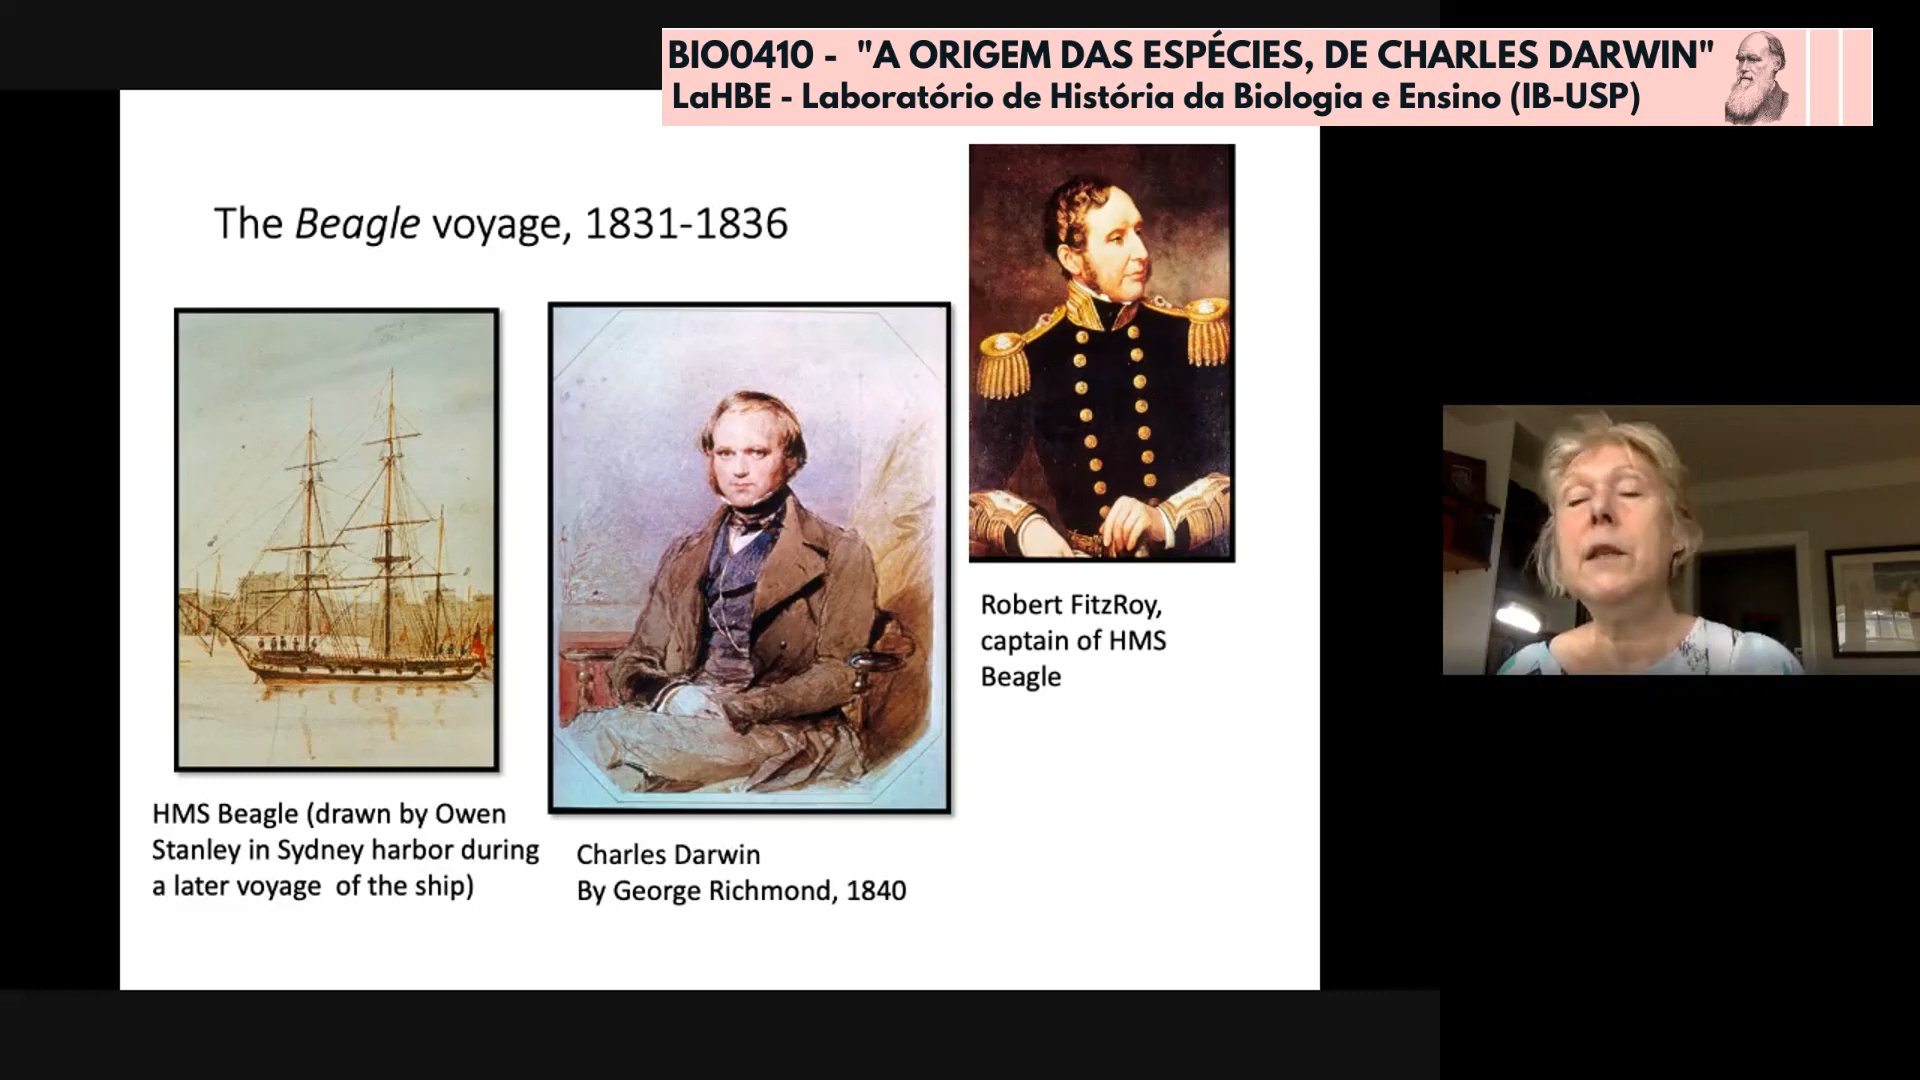 BIO0410 - "A ORIGEM DAS ESPÉCIES, DE CHARLES DARWIN"
LaHBE - Laboratório de História da Biologia e Ensino (IB-USP)
The Beagle voyage, 1831-1836
Robert FitzRoy,
captain of HMS
Beagle
HMS Beagle (drawn by Owen
Stanley in Sydney harbor during
a later voyage of the ship)
Charles Darwin
By George Richmond, 1840